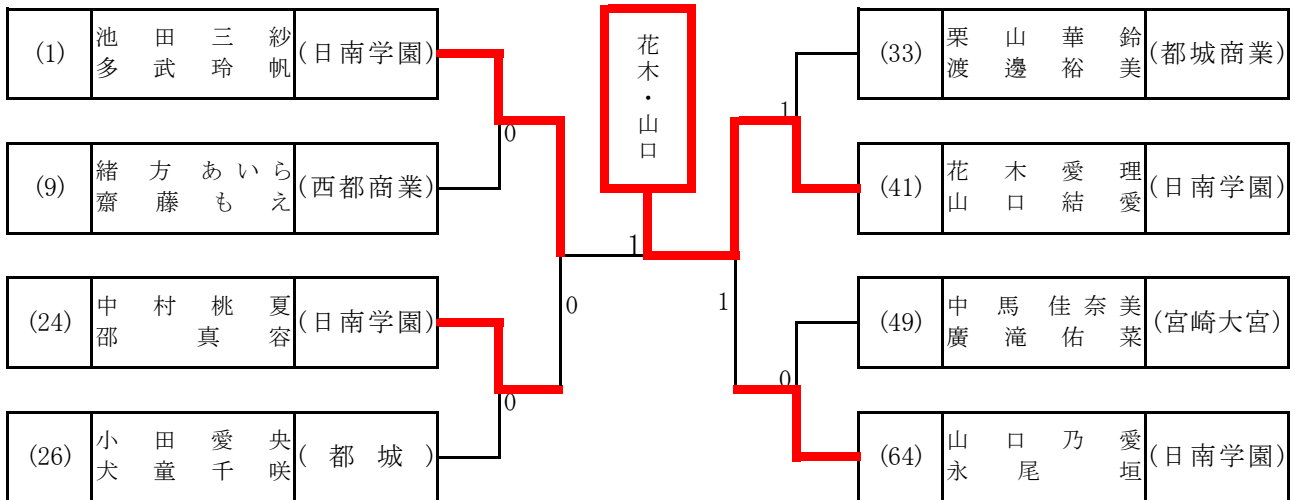 (1) 池田三紗 (日南学園)
多武玲帆
0
(9) 緒方あいら (西都商業)
齋藤もえ
(24) 中村桃夏 (日南学園)
邵真容
0
(26) 小田愛央 (都城)
犬童千咲
0
1
花木・山口
(33) 栗山華鈴 (都城商業)
渡邊裕美
1
(41) 花木愛理 (日南学園)
山口結愛
1
(49) 中馬佳奈美 (宮崎大宮)
廣滝佑菜
0
(64) 山口乃愛 (日南学園)
永尾垣